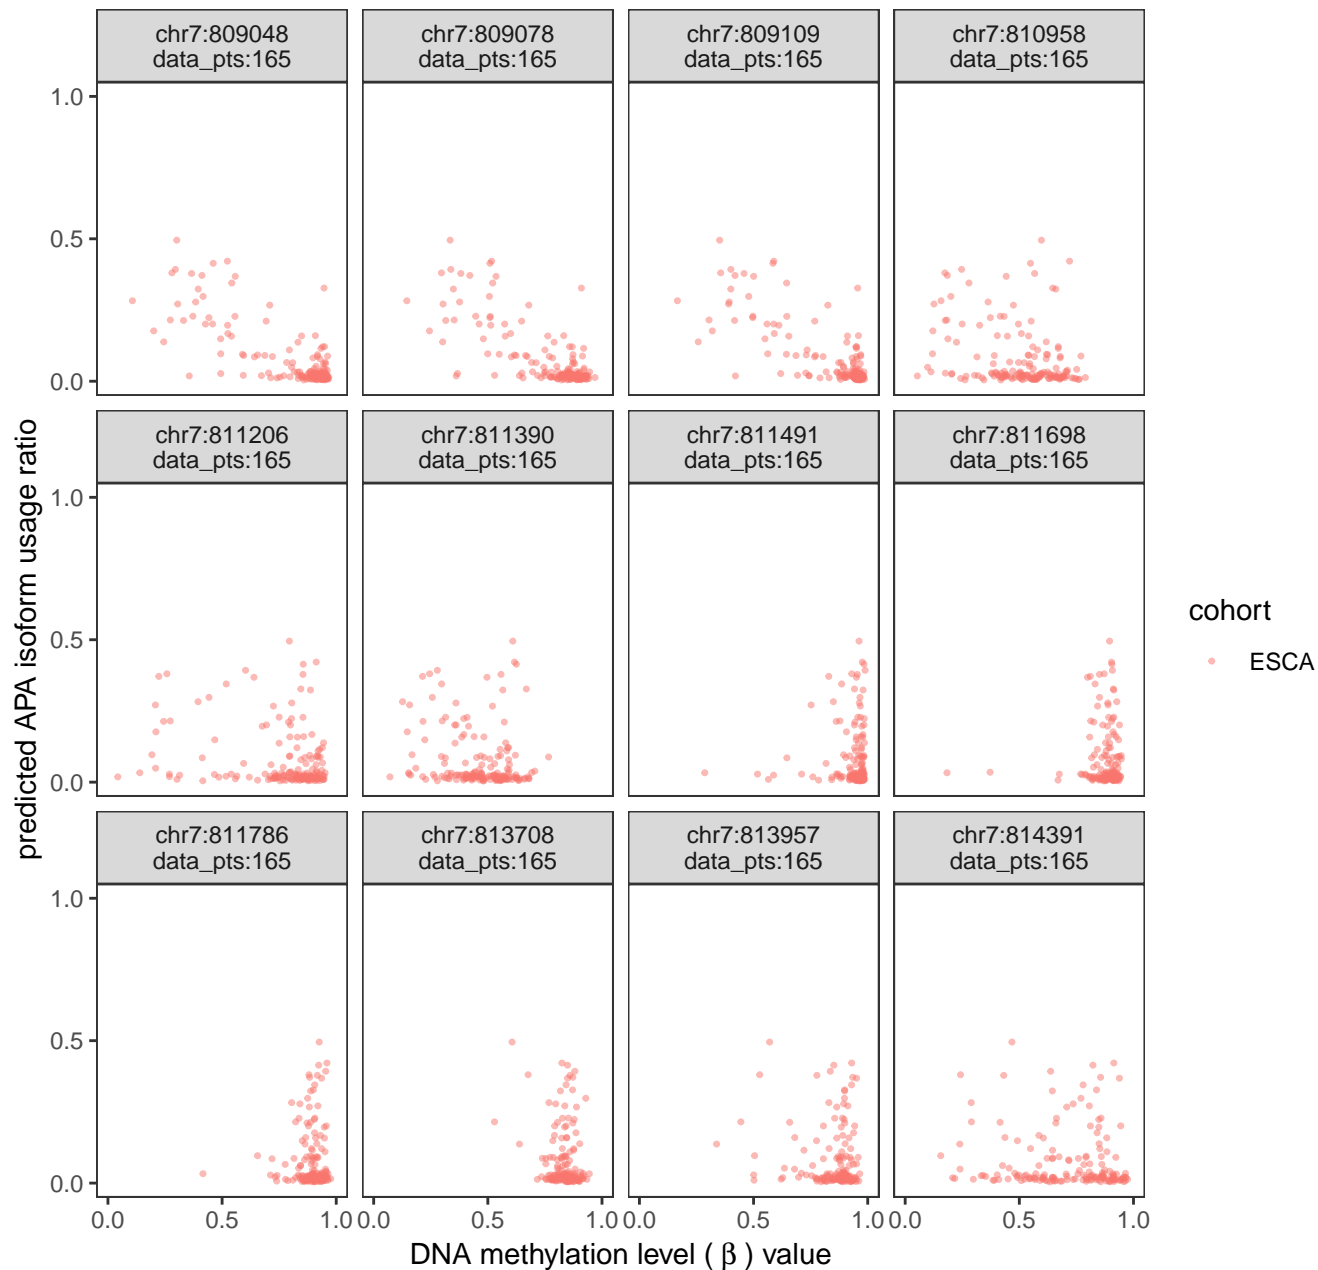 chr7:809048
data_pts:165
chr7:809078
data_pts:165
chr7:809109
data_pts:165
chr7:810958
data_pts:165
1.0
0.5
0.0
chr7:811206
data_pts:165
chr7:811390
data_pts:165
chr7:811491
data_pts:165
chr7:811698
data_pts:165
1.0
0.5
0.0
chr7:811786
data_pts:165
chr7:813708
data_pts:165
chr7:813957
data_pts:165
chr7:814391
data_pts:165
1.0
0.5
0.0
0.0 0.5 1.0
0.0 0.5 1.0
0.0 0.5 1.0
0.0 0.5 1.0
DNA methylation level ( β ) value
predicted APA isoform usage ratio
cohort
ESCA